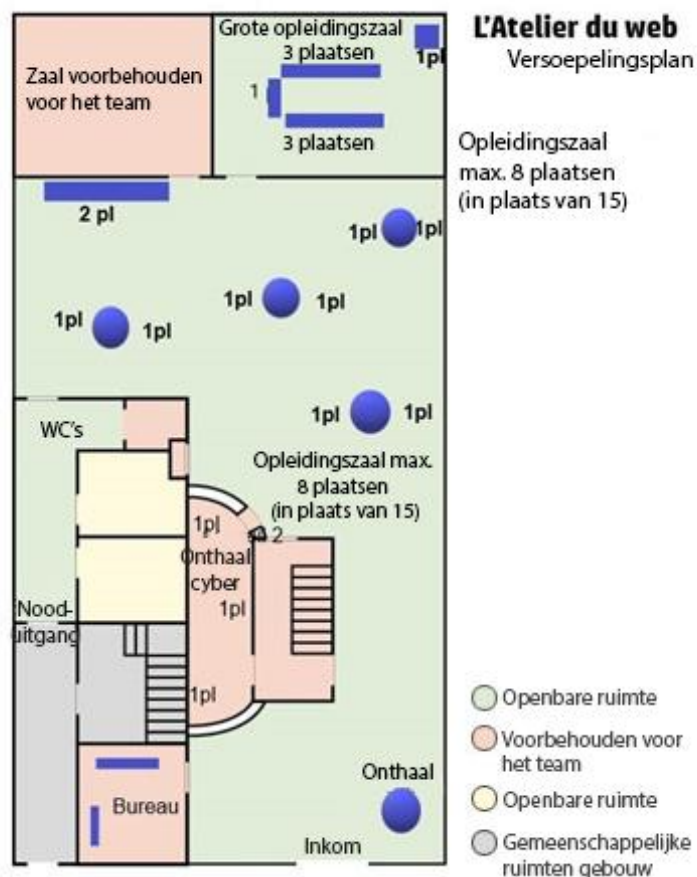 L'Atelier du web
Versoepelingsplan
Opleidingszaal
max. 8 plaatsen
(in plaats van 15)
Zaal voorbehouden
voor het team
Grote opleidingszaal
3 plaatsen
1pl
1
3 plaatsen
2 pl
1pl 1pl
1pl 1pl
1pl 1pl
1pl 1pl
WC's
Opleidingszaal max.
8 plaatsen
(in plaats van 15)
1pl
2
Onthaal
cyber
1pl
Nood-
uitgang
1pl
Bureau
Onthaal
Inkom
Openbare ruimte
Voorbehouden voor
het team
Openbare ruimte
Gemeenschappelijke
ruimten gebouw